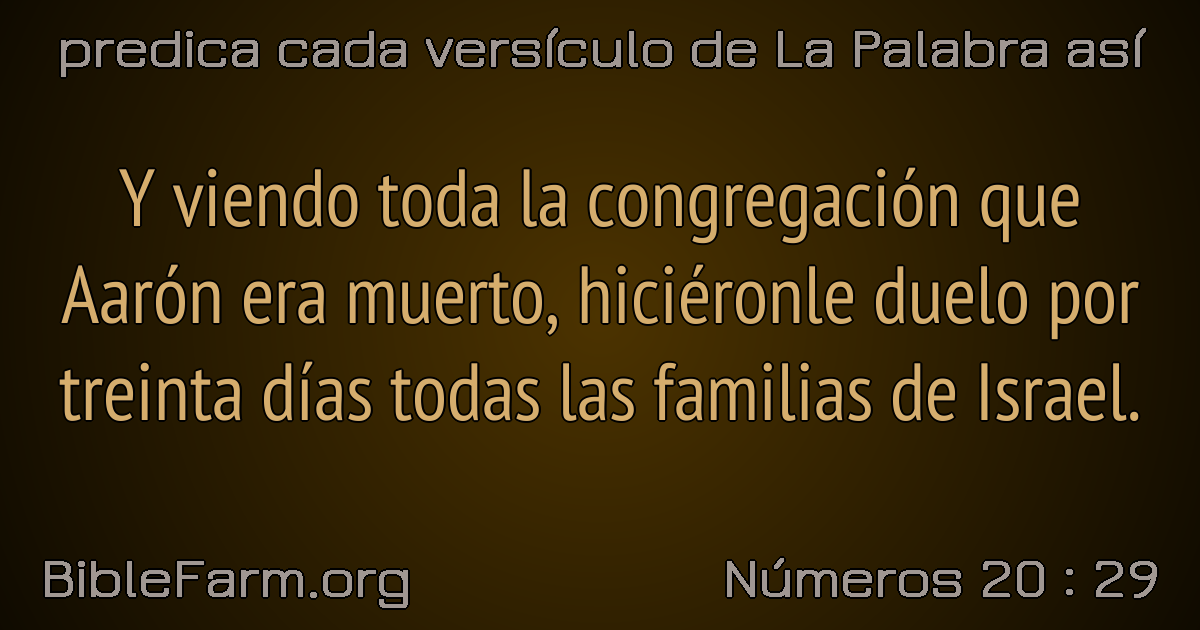 predica cada versículo de La Palabra así
Y viendo toda la congregación que
Aarón era muerto, hiciéronle duelo por
treinta días todas las familias de Israel.
BibleFarm.org
Números 20 : 29